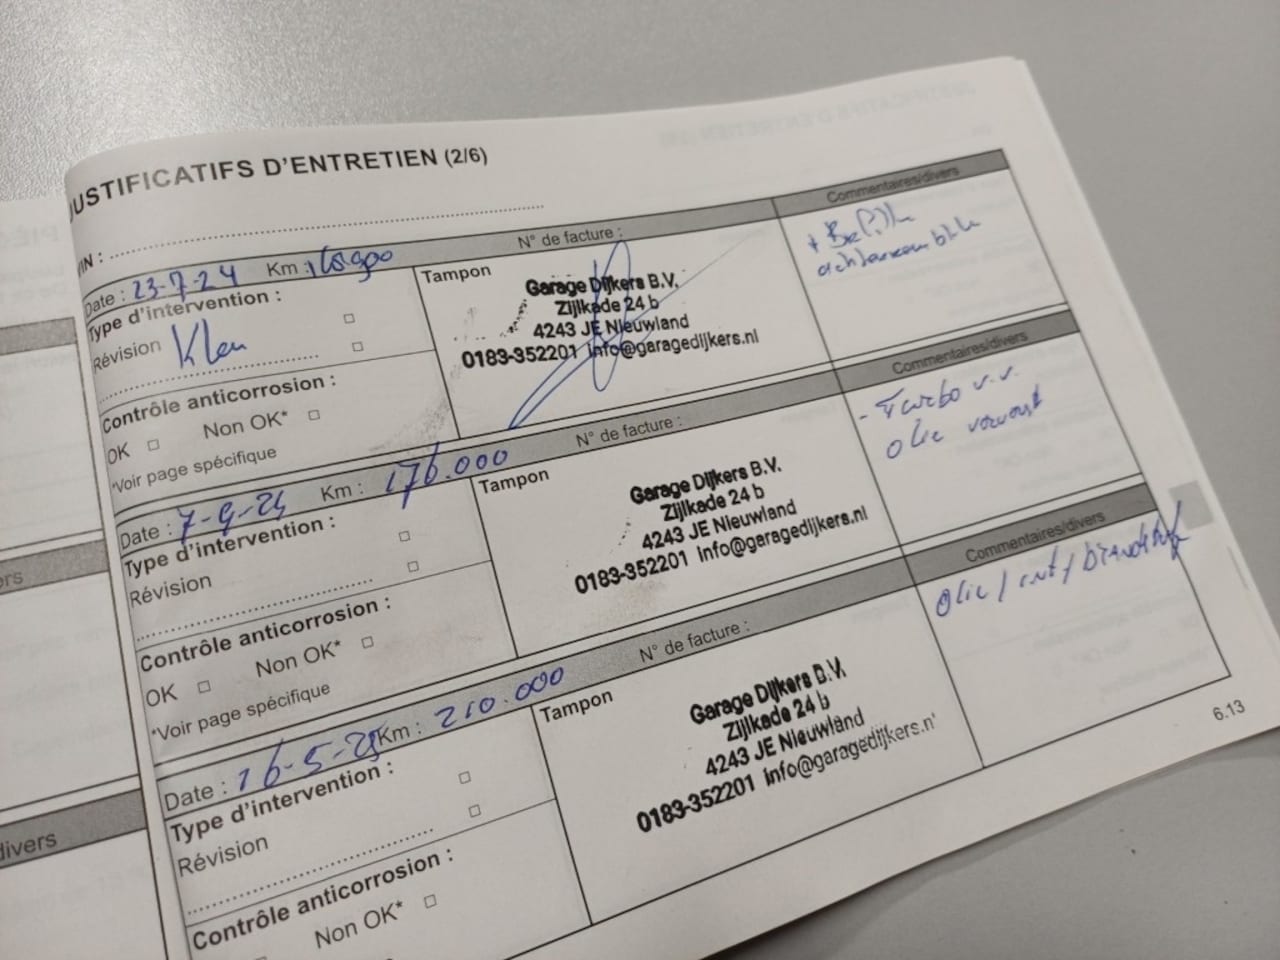 JUSTIFICATIFS D'ENTRETIEN (2/6)
VIN :
Date : 23-7-24 Km : N° de facture : Commentaires/divers
Type d'intervention :
Révision Klein
Contrôle anticorrosion :
OK Non OK*
*Voir page spécifique
Tampon
Garage Dijkers B.V.
Zijlkade 24 b
4243 JE Nieuwland
0183-352201 info@garagedijkers.nl
+
Date : 7-9-24 Km : 176.000 N° de facture : Commentaires/divers
Type d'intervention :
Révision
Contrôle anticorrosion :
OK Non OK*
*Voir page spécifique
Tampon
Garage Dijkers B.V.
Zijlkade 24 b
4243 JE Nieuwland
0183-352201 info@garagedijkers.nl
- Turbo v.v.
olie ververst
Date : 16-5-25 Km : 210.000 N° de facture : Commentaires/divers
Type d'intervention :
Révision
Contrôle anticorrosion :
Non OK*
Tampon
Garage Dijkers B.V.
Zijlkade 24 b
4243 JE Nieuwland
0183-352201 info@garagedijkers.n
Olie / int / brandstof
6.13
divers